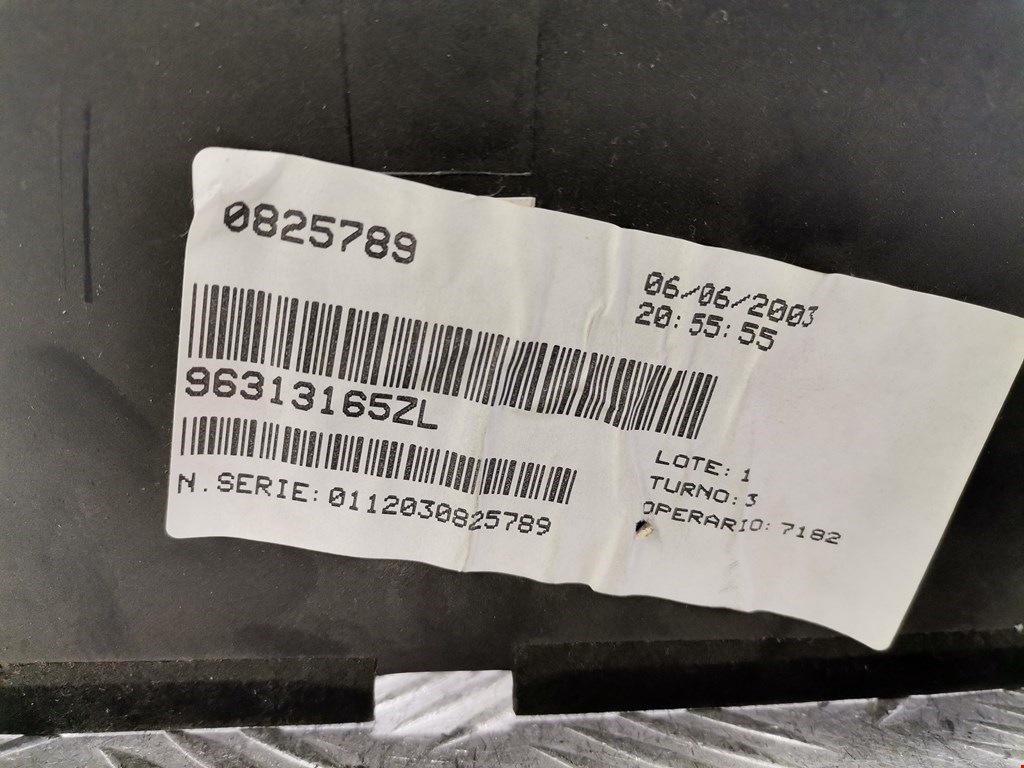 0825789
06/06/2003
20:55:55
96313165ZL
N.SERIE:0112030825789
LOTE: 1
TURNO: 3
OPERARIO: 7182